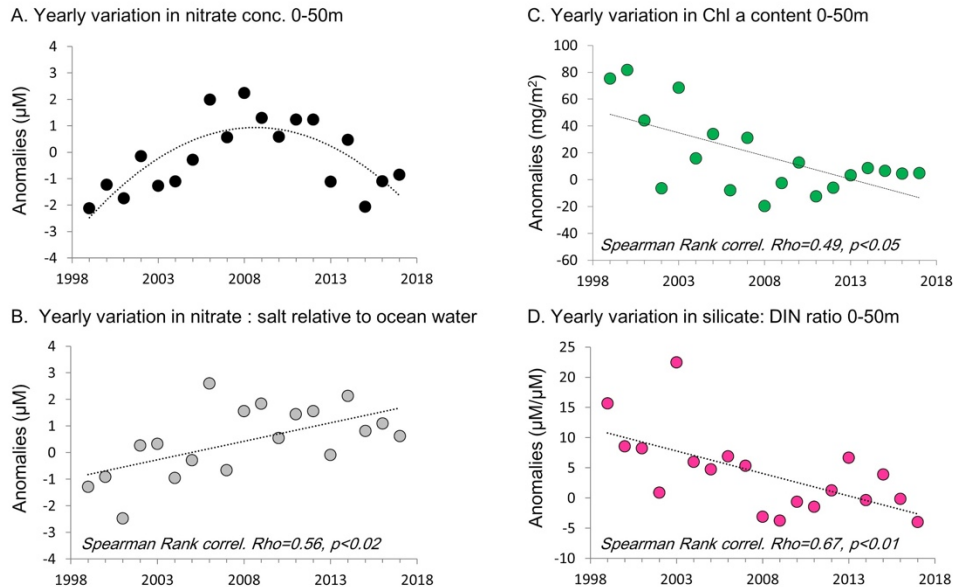 A. Yearly variation in nitrate conc. 0-50m
Anomalies (μM)
4
3
2
1
0
-1
-2
-3
-4
1998 2003 2008 2013 2018
B. Yearly variation in nitrate : salt relative to ocean water
Anomalies (μM)
4
3
2
1
0
-1
-2
-3
-4
Spearman Rank correl. Rho=0.56, p<0.02
1998 2003 2008 2013 2018
C. Yearly variation in Chl a content 0-50m
Anomalies (mg/m²)
100
80
60
40
20
0
-20
-40
-60
Spearman Rank correl. Rho=0.49, p<0.05
1998 2003 2008 2013 2018
D. Yearly variation in silicate: DIN ratio 0-50m
Anomalies (μM/μM)
25
20
15
10
5
0
-5
-10
Spearman Rank correl. Rho=0.67, p<0.01
1998 2003 2008 2013 2018